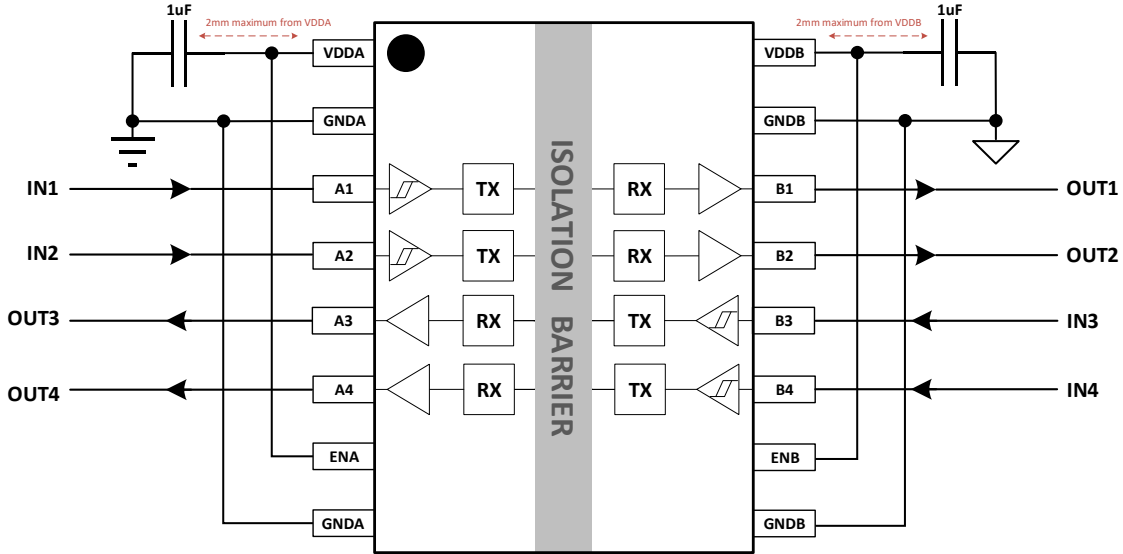 1uF
2mm maximum from VDDA
2mm maximum from VDDB
1uF
VDDA
VDDB
GNDA
GNDB
IN1
A1
TX
RX
B1
OUT1
IN2
A2
TX
RX
B2
OUT2
OUT3
A3
RX
TX
B3
IN3
OUT4
A4
RX
TX
B4
IN4
ISOLATION BARRIER
ENA
ENB
GNDA
GNDB